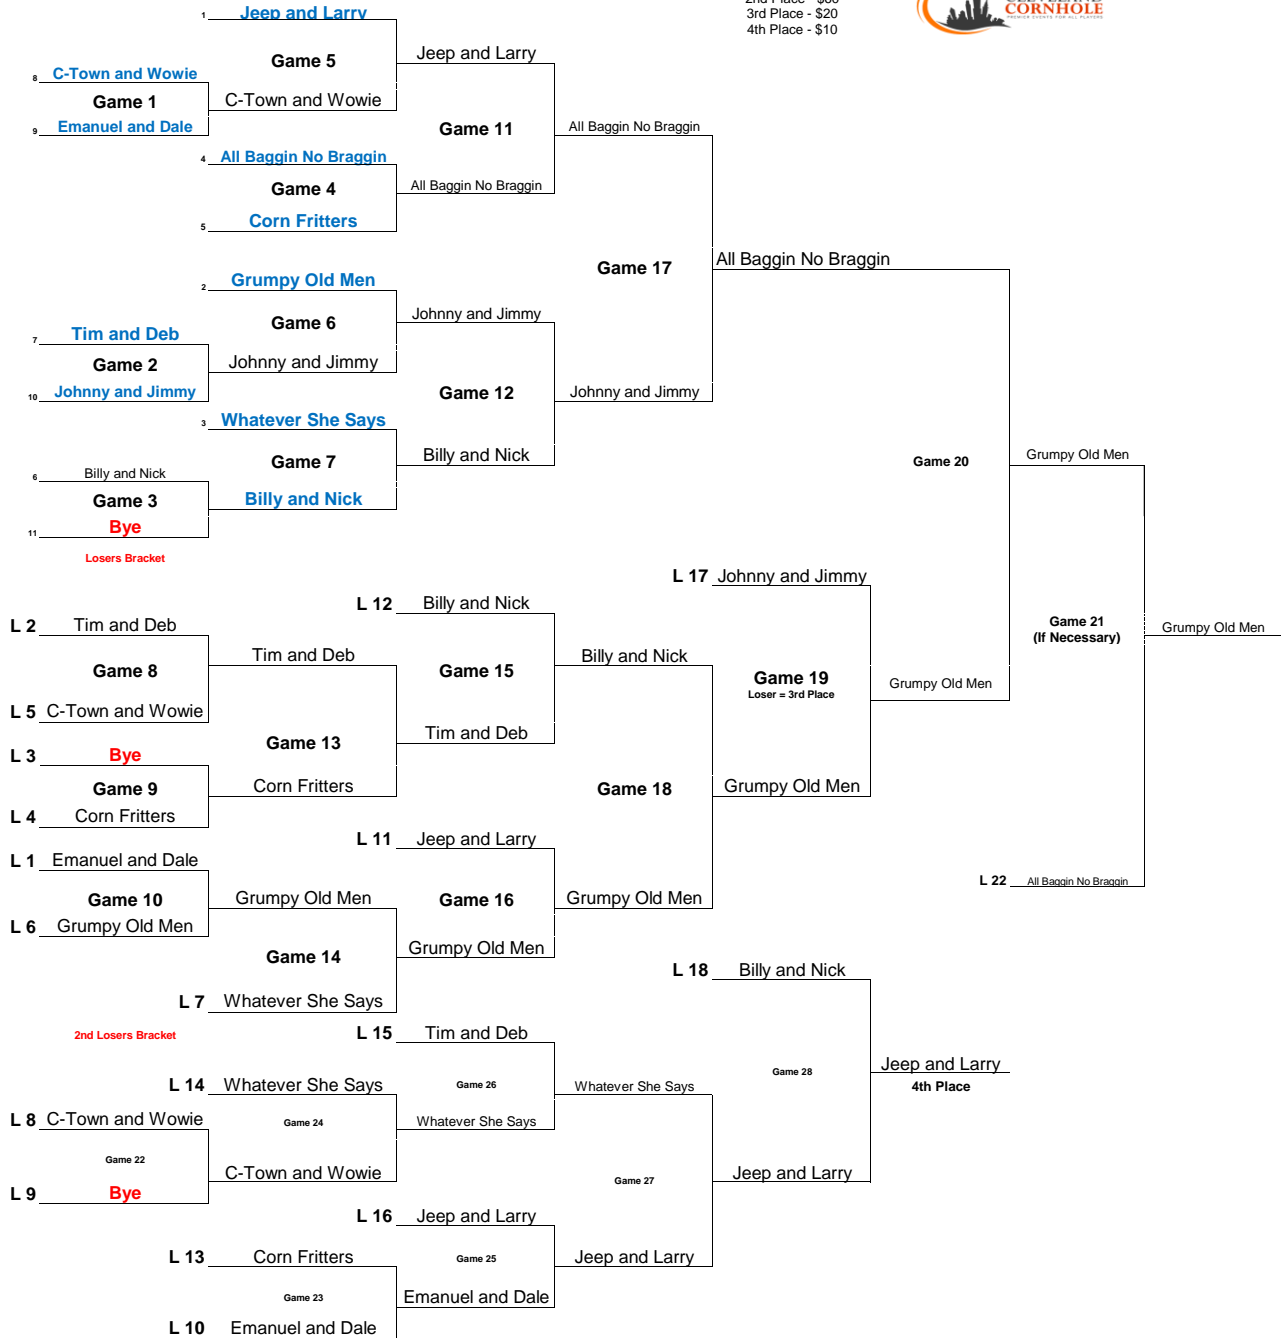 1 Jeep and Larry
3rd Place - $20
4th Place - $10
CORNHOLE
PREMIER EVENTS FOR ALL PLAYERS
Game 5
Jeep and Larry
8 C-Town and Wowie
Game 1
C-Town and Wowie
9 Emanuel and Dale
Game 11
All Baggin No Braggin
4 All Baggin No Braggin
Game 4
All Baggin No Braggin
5 Corn Fritters
Game 17
All Baggin No Braggin
2 Grumpy Old Men
Game 6
Johnny and Jimmy
7 Tim and Deb
Game 2
Johnny and Jimmy
10 Johnny and Jimmy
Game 12
Johnny and Jimmy
3 Whatever She Says
Game 7
Billy and Nick
Game 20
Grumpy Old Men
6 Billy and Nick
Game 3
Billy and Nick
11 Bye
Losers Bracket
L 17 Johnny and Jimmy
L 12 Billy and Nick
L 2 Tim and Deb
Game 21
(If Necessary)
Grumpy Old Men
Tim and Deb
Game 8
Game 15
Billy and Nick
Game 19
Loser = 3rd Place
Grumpy Old Men
L 5 C-Town and Wowie
Tim and Deb
Game 13
L 3 Bye
Game 9
Corn Fritters
Game 18
Grumpy Old Men
L 4 Corn Fritters
L 11 Jeep and Larry
L 1 Emanuel and Dale
L 22 All Baggin No Braggin
Game 10
Grumpy Old Men
Game 16
Grumpy Old Men
L 6 Grumpy Old Men
Grumpy Old Men
Game 14
L 18 Billy and Nick
L 7 Whatever She Says
2nd Losers Bracket
L 15 Tim and Deb
Game 28
Jeep and Larry
4th Place
L 14 Whatever She Says
Game 26
Whatever She Says
L 8 C-Town and Wowie
Game 24
Whatever She Says
Game 22
C-Town and Wowie
Game 27
Jeep and Larry
L 9 Bye
L 16 Jeep and Larry
L 13 Corn Fritters
Game 25
Jeep and Larry
Game 23
Emanuel and Dale
L 10 Emanuel and Dale